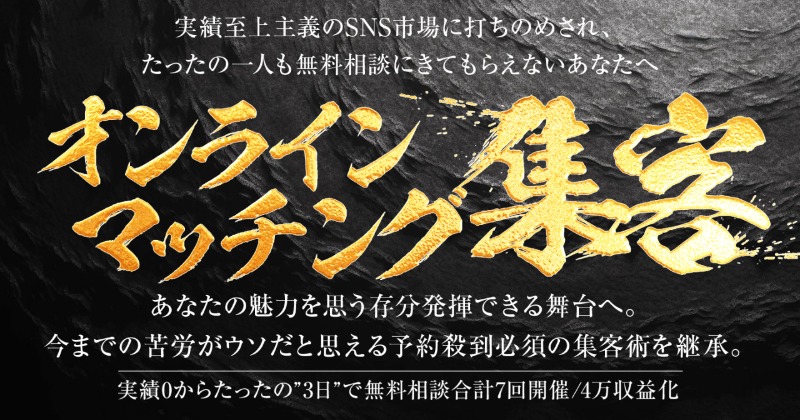 実績至上主義のSNS市場に打ちのめされ、
たったの一人も無料相談にきてもらえないあなたへ
オンライン
マッチング集客
あなたの魅力を思う存分発揮できる舞台へ。
今までの苦労がウソだと思える予約殺到必須の集客術を継承。
実績0からたったの”3日”で無料相談合計7回開催/4万収益化